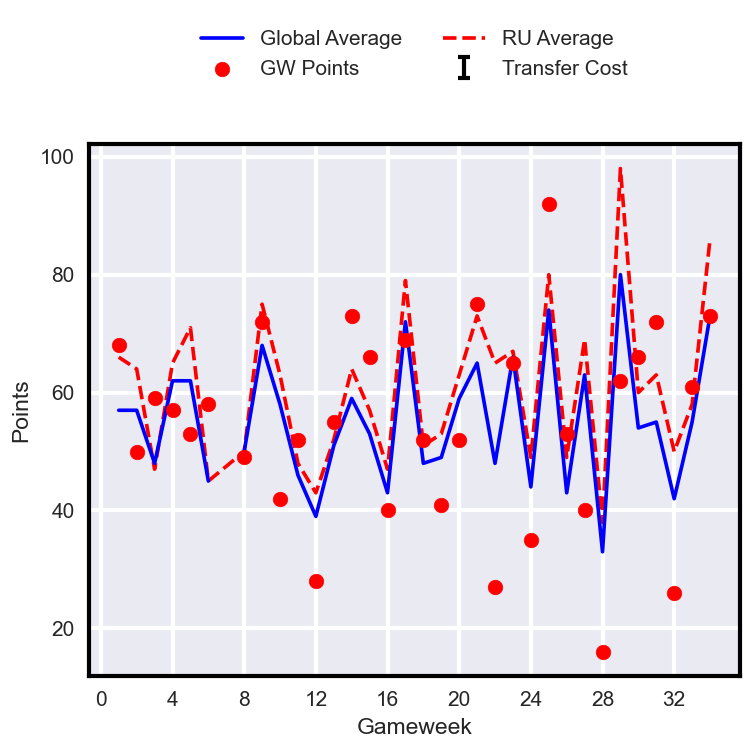 Global Average RU Average
GW Points Transfer Cost
100
80
60
40
20
Points
0 4 8 12 16 20 24 28 32
Gameweek